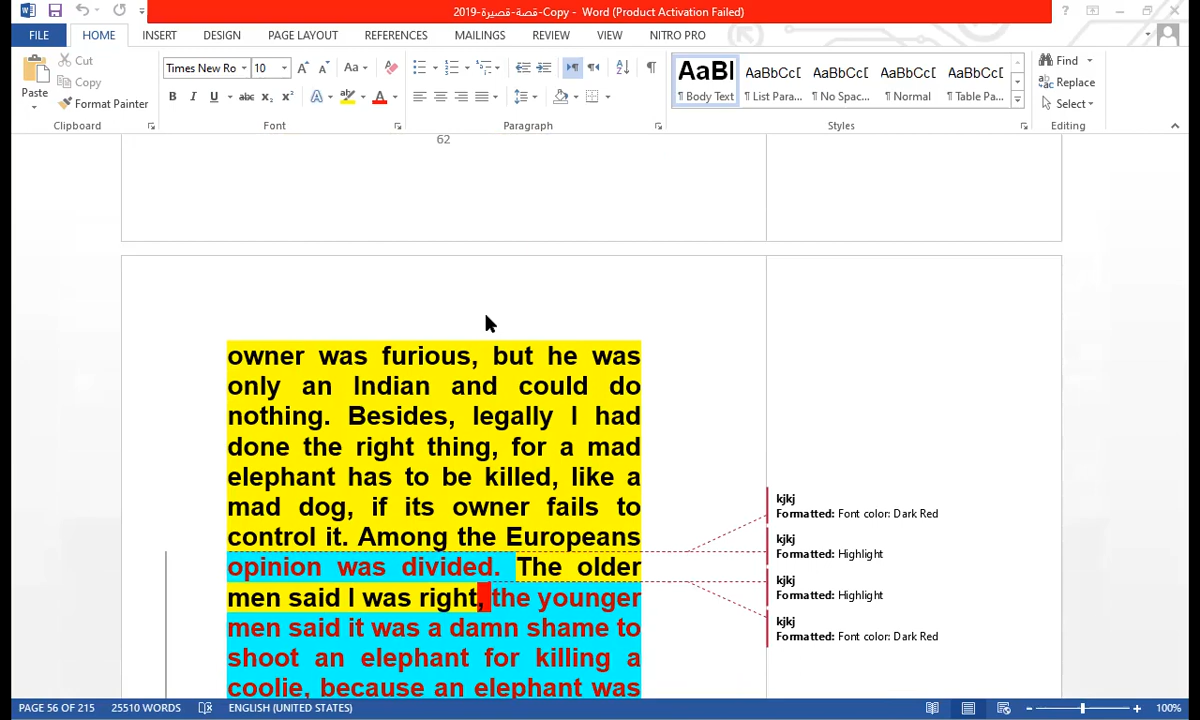 2019-قصة-قصيرة-Copy - Word (Product Activation Failed)
FILE HOME INSERT DESIGN PAGE LAYOUT REFERENCES MAILINGS REVIEW VIEW NITRO PRO
Cut
Copy
Paste
Format Painter
Clipboard
Times New Ro 10
Font
Paragraph
AaBl AaBbCcD AaBbCcD AaBbCcD AaBbCcD
¶ Body Text ¶ List Para... ¶ No Spac... ¶ Normal ¶ Table Pa...
Styles
Find
Replace
Select
Editing
62
owner was furious, but he was
only an Indian and could do
nothing. Besides, legally I had
done the right thing, for a mad
elephant has to be killed, like a
mad dog, if its owner fails to
control it. Among the Europeans
opinion was divided. The older
men said I was right, the younger
men said it was a damn shame to
shoot an elephant for killing a
coolie, because an elephant was
kjkj
Formatted: Font color: Dark Red
kjkj
Formatted: Highlight
kjkj
Formatted: Highlight
kjkj
Formatted: Font color: Dark Red
PAGE 56 OF 215 25510 WORDS ENGLISH (UNITED STATES) 100%